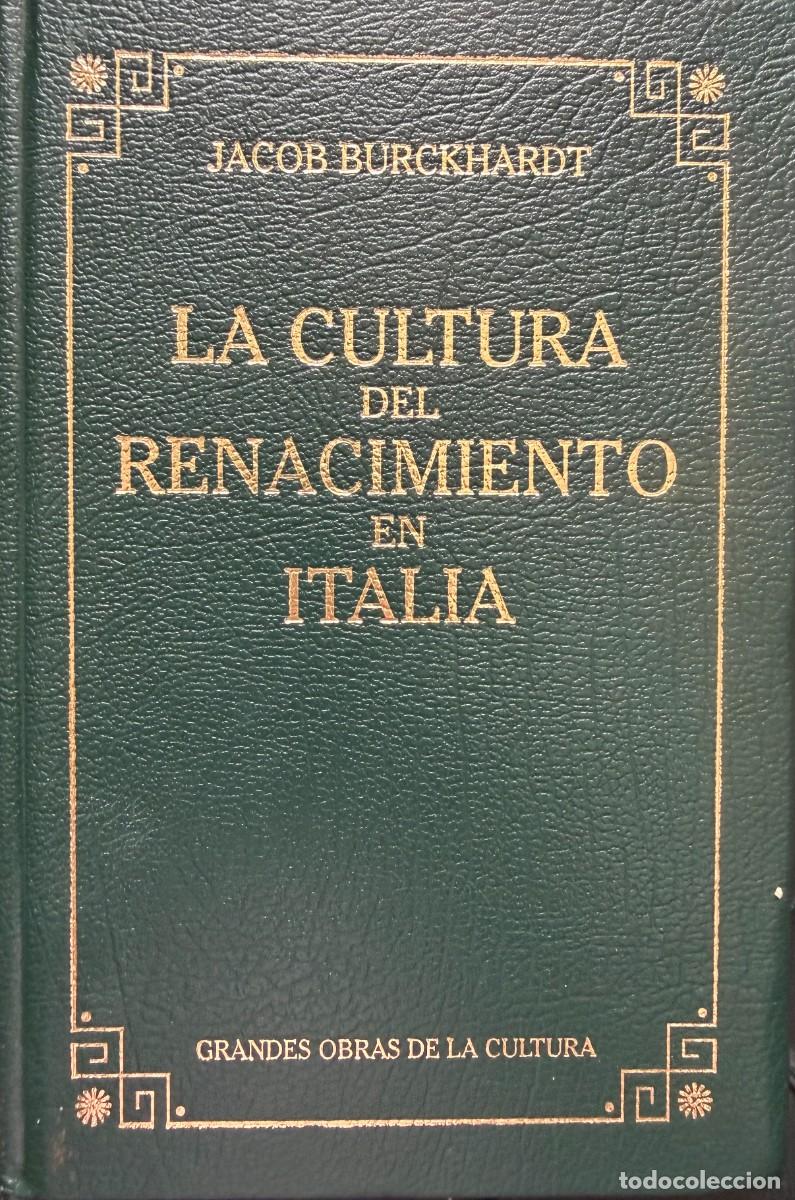 JACOB BURCKHARDT
LA CULTURA
DEL
RENACIMIENTO
EN
ITALIA
GRANDES OBRAS DE LA CULTURA
todocoleccion